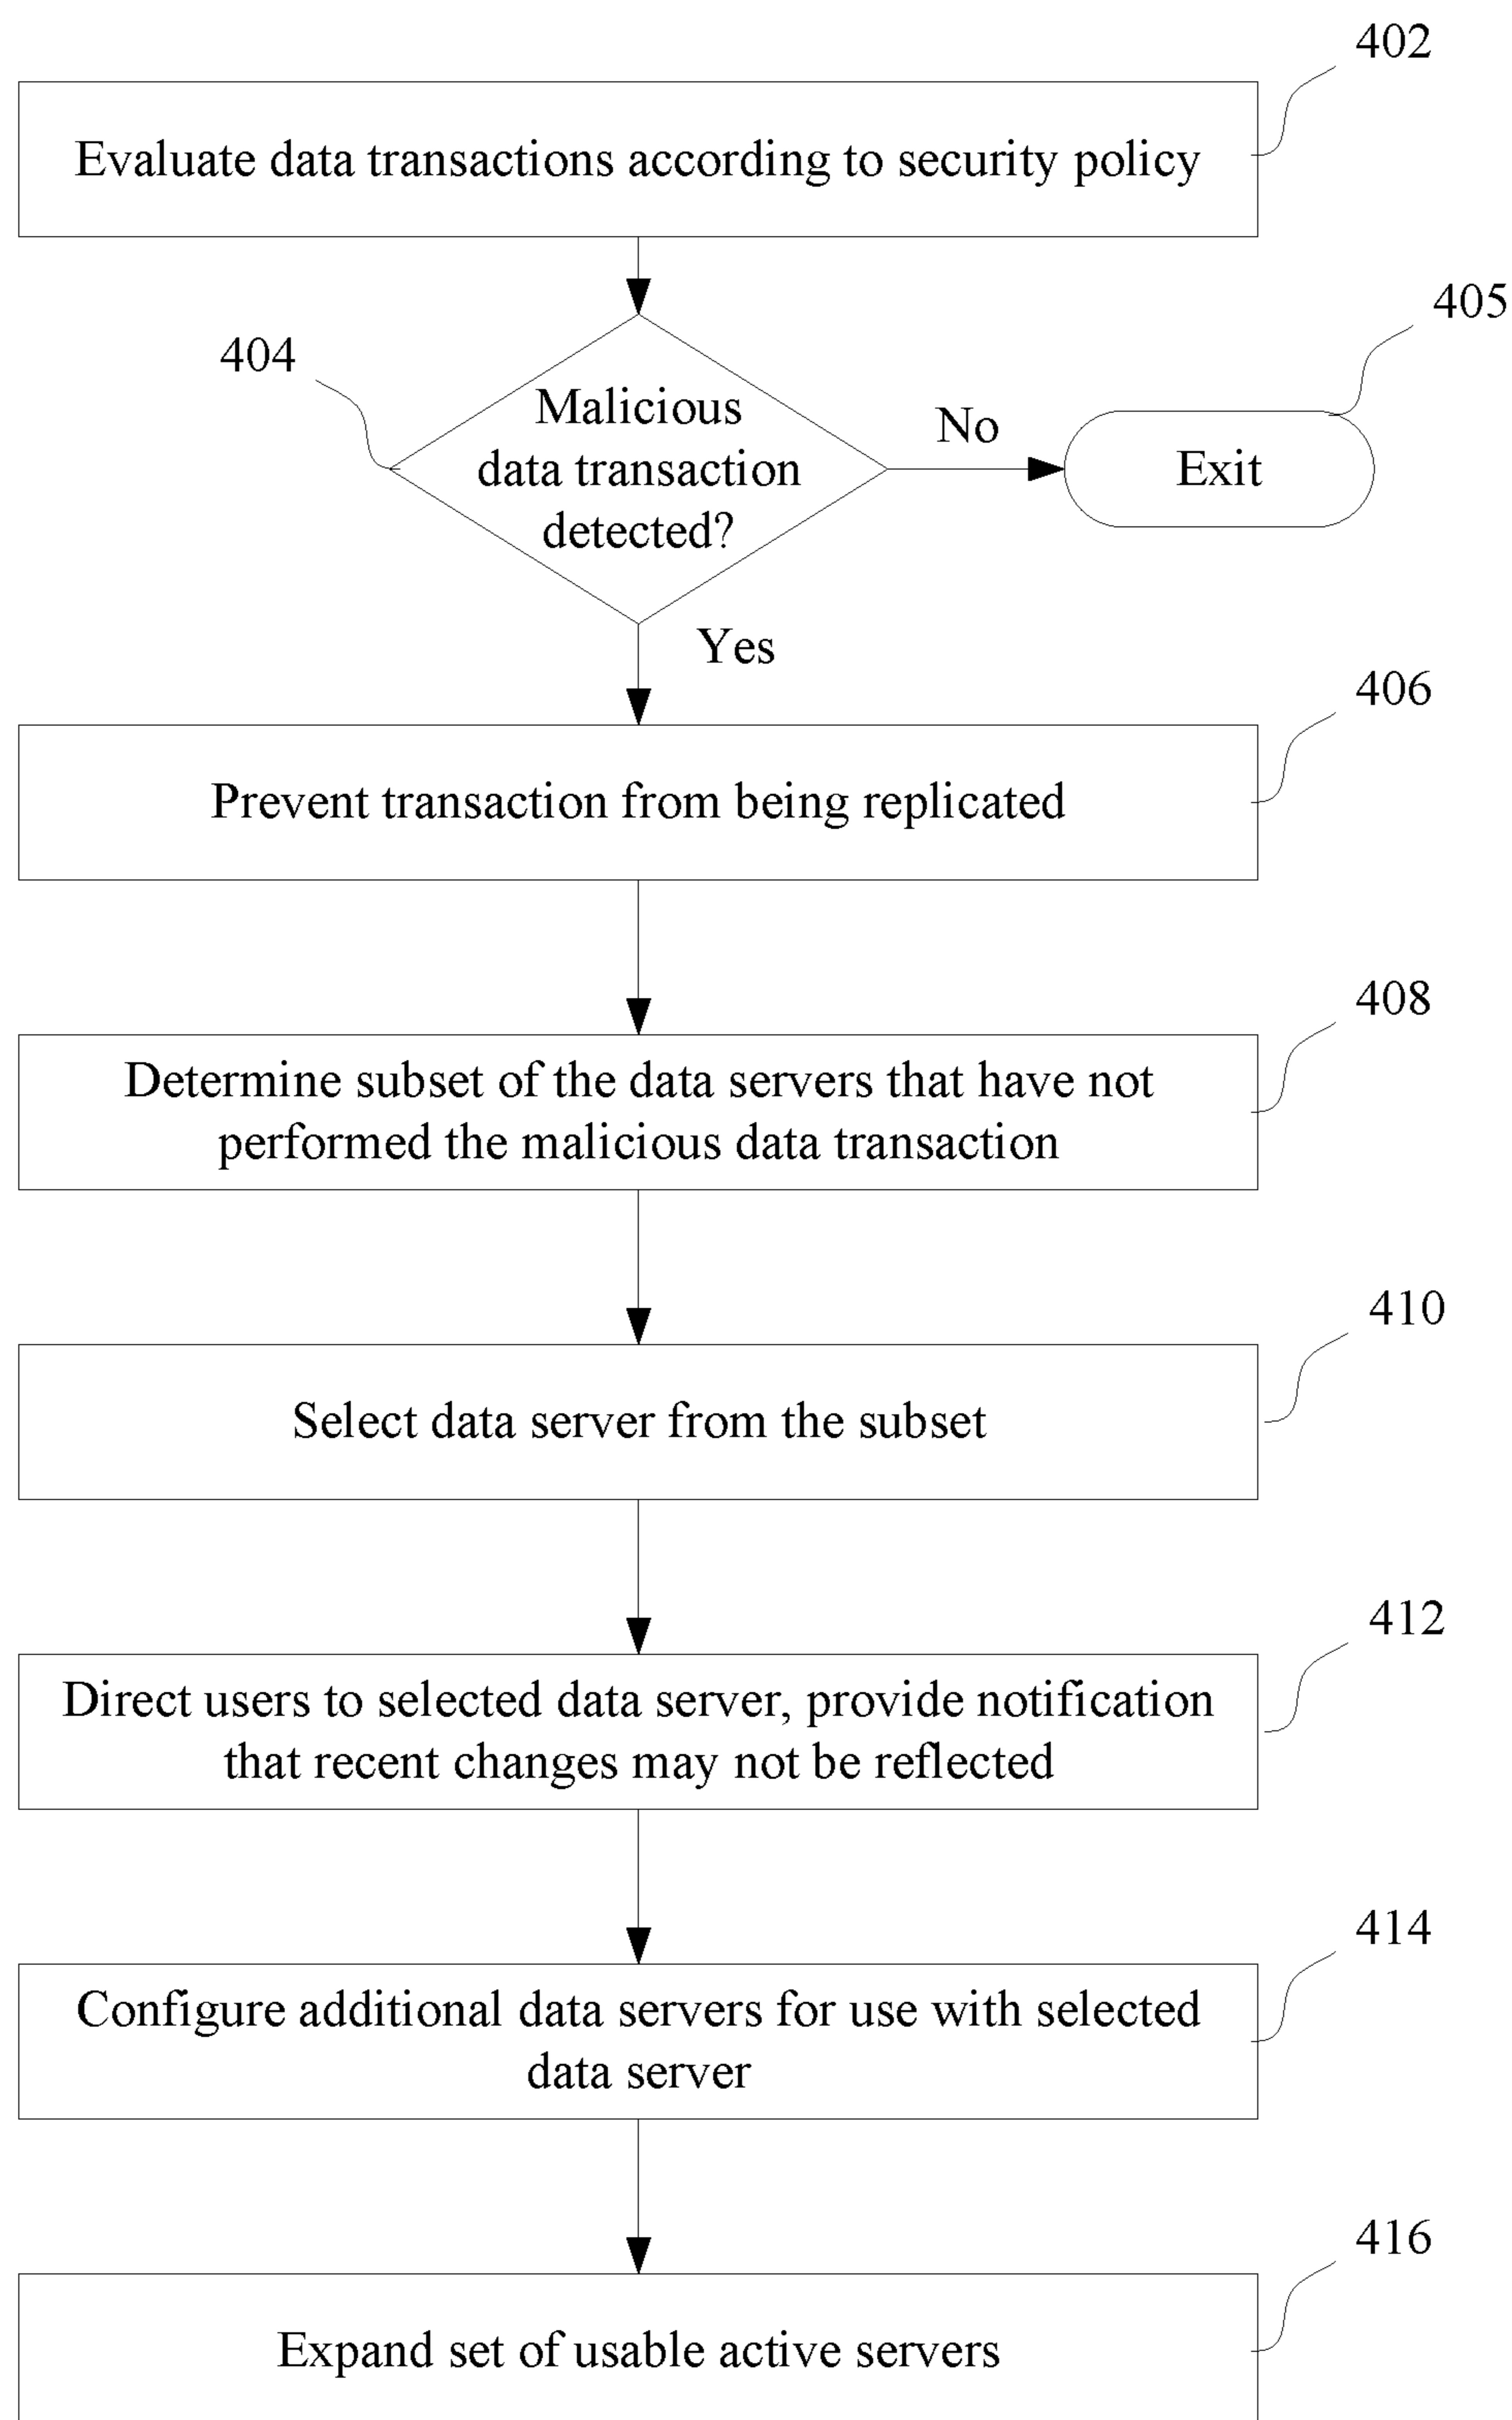 402
Evaluate data transactions according to security policy
405
404
Malicious
data transaction
detected?
No
Exit
Yes
406
Prevent transaction from being replicated
408
Determine subset of the data servers that have not
performed the malicious data transaction
410
Select data server from the subset
412
Direct users to selected data server, provide notification
that recent changes may not be reflected
414
Configure additional data servers for use with selected
data server
416
Expand set of usable active servers